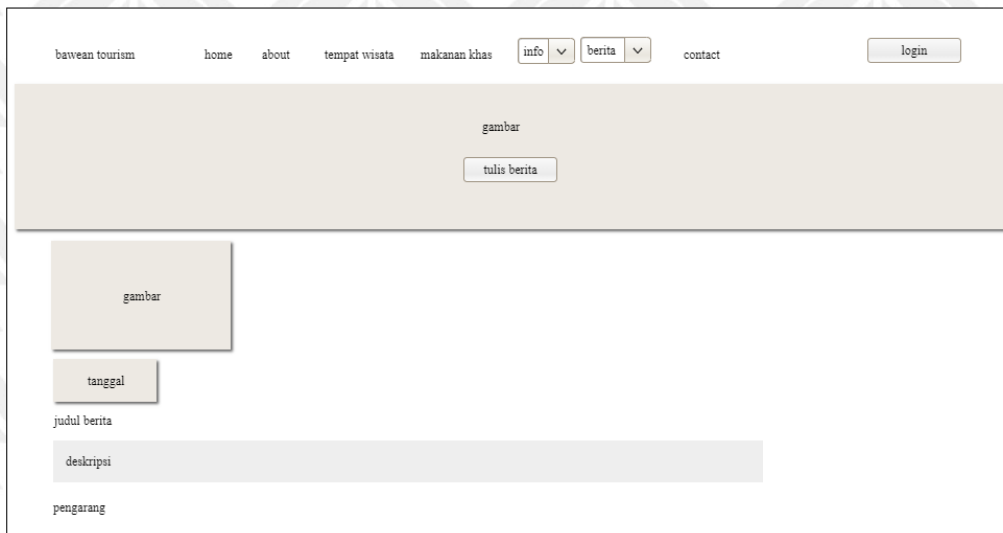 bawean tourism home about tempat wisata makanan khas info berita contact login
gambar
tulis berita
gambar
tanggal
judul berita
deskripsi
pengarang